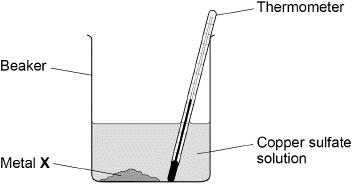 Thermometer
Beaker
Copper sulfate
solution
Metal X